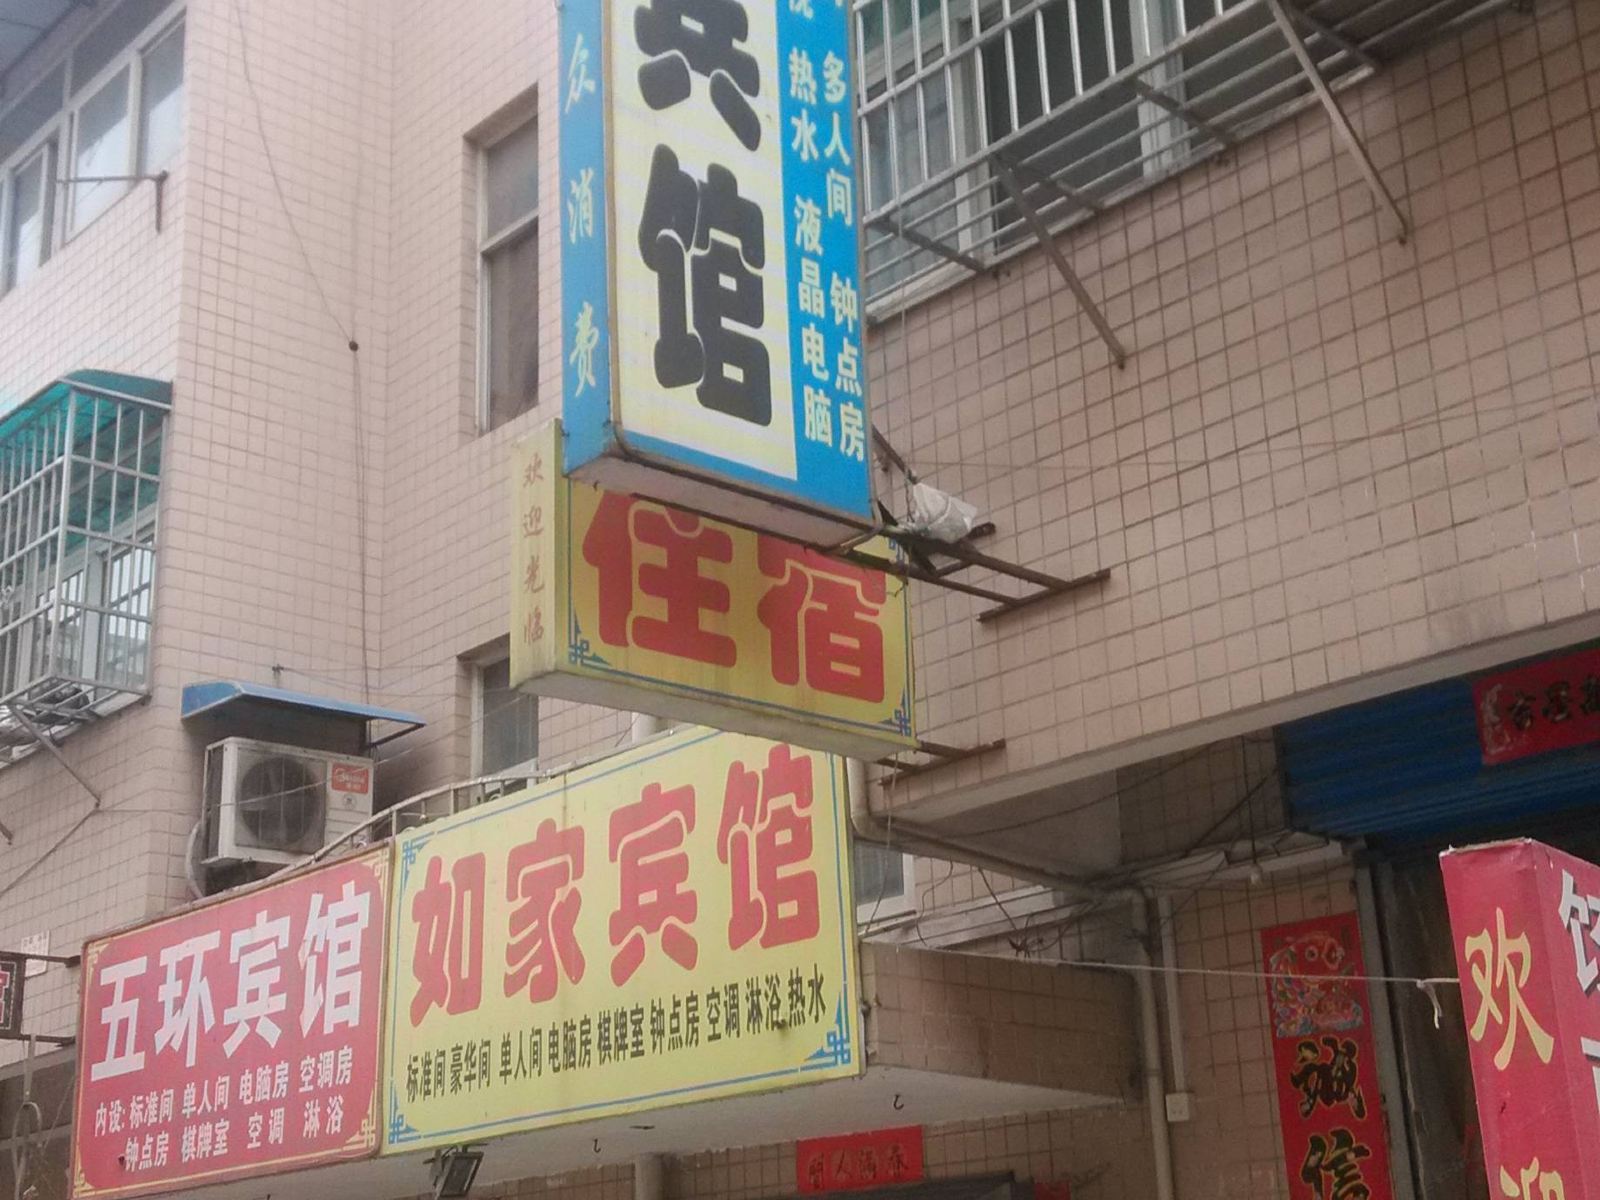 众消费
宾馆
多人间 钟点房
热水 液晶电脑
欢迎光临
住宿
如家宾馆
标准间 豪华间 单人间 电脑房 棋牌室 钟点房 空调 淋浴 热水
五环宾馆
内设: 标准间 单人间 电脑房 空调房
钟点房 棋牌室 空调 淋浴
诚信
欢迎